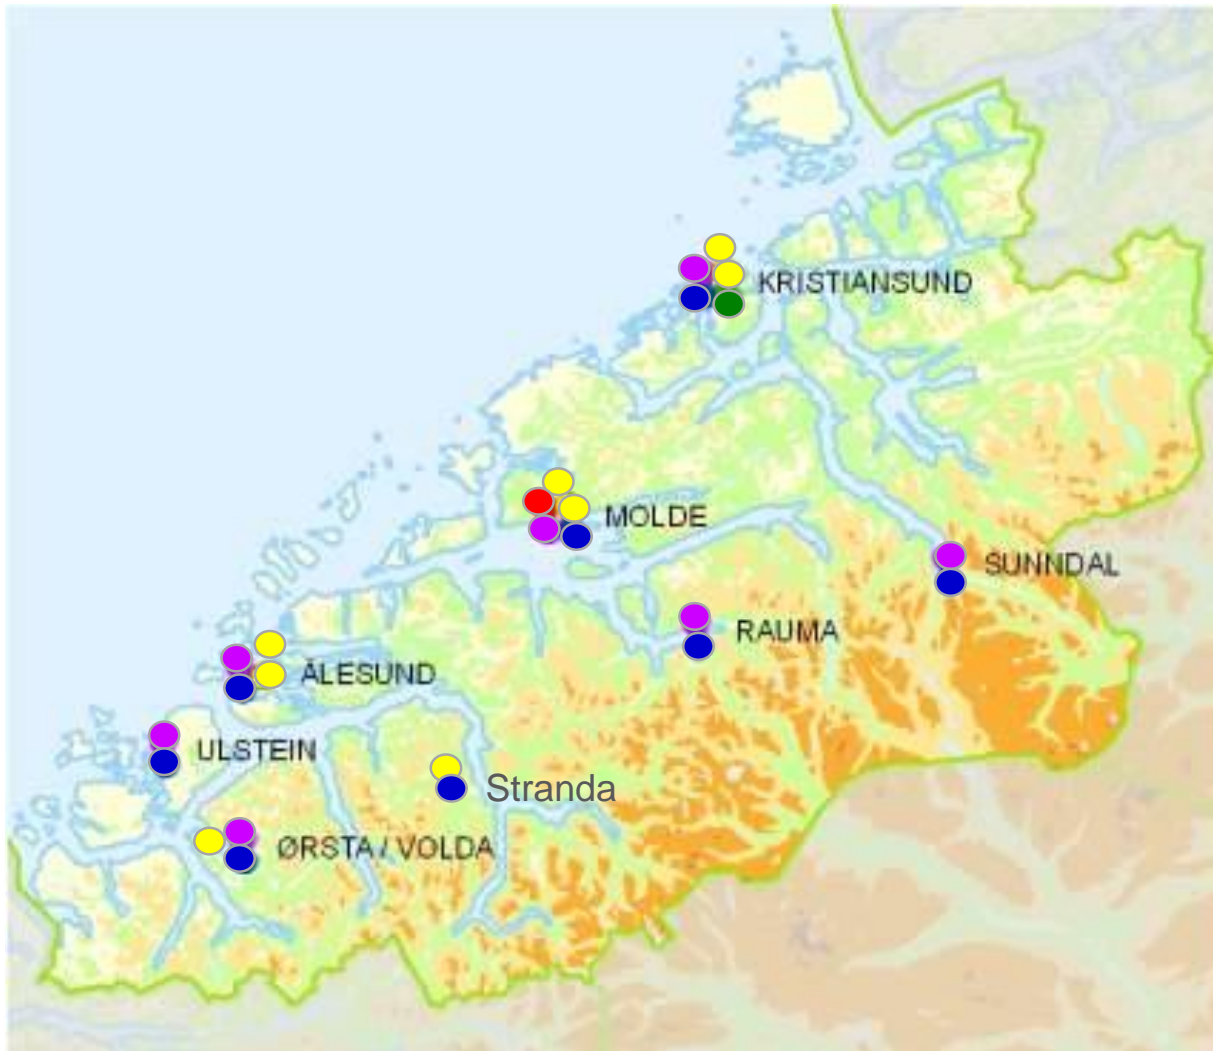 KRISTIANSUND
MOLDE
SUNNDAL
RAUMA
ÅLESUND
ULSTEIN
Stranda
ØRSTA / VOLDA